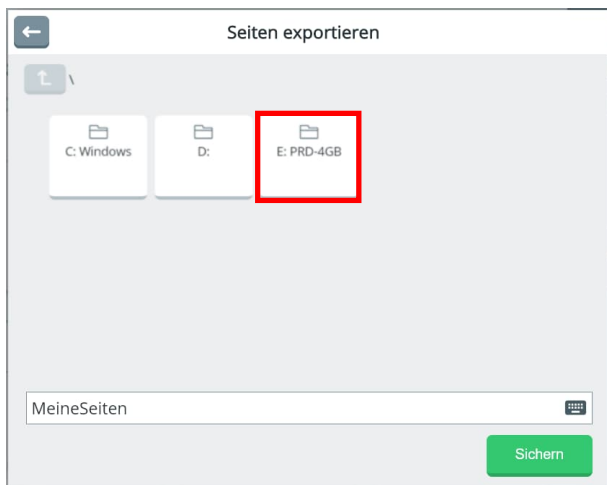 Seiten exportieren
\
C: Windows
D:
E: PRD-4GB
MeineSeiten
Sichern